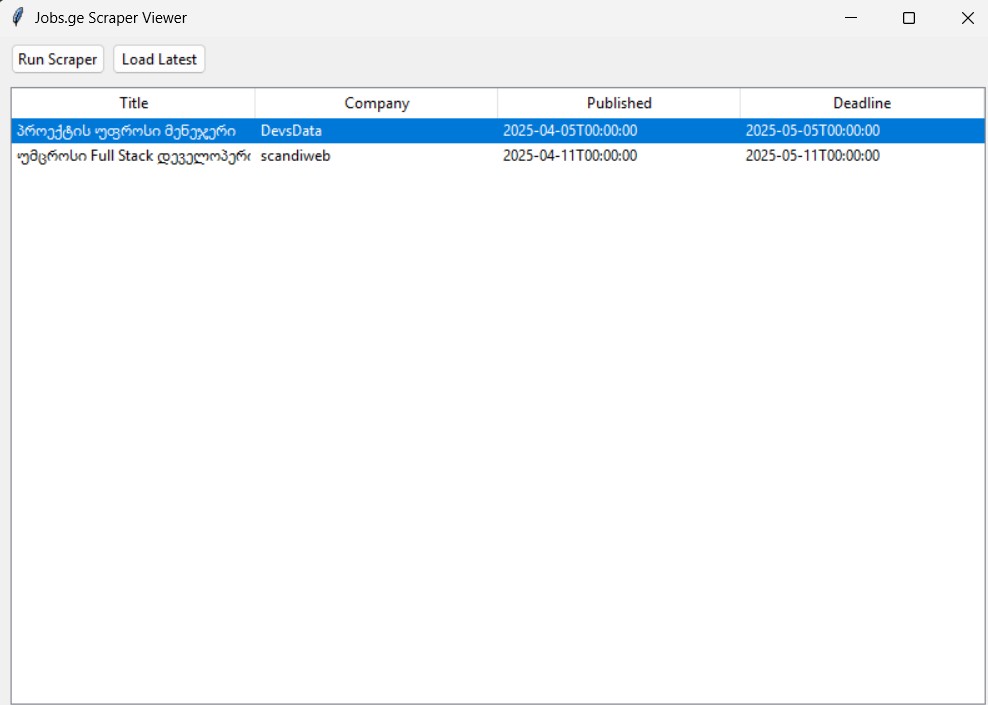 Jobs.ge Scraper Viewer
Run Scraper Load Latest
Title Company Published Deadline
პროექტის უფროსი მენეჯერი DevsData 2025-04-05T00:00:00 2025-05-05T00:00:00
უმცროსი Full Stack დეველოპერი scandiweb 2025-04-11T00:00:00 2025-05-11T00:00:00